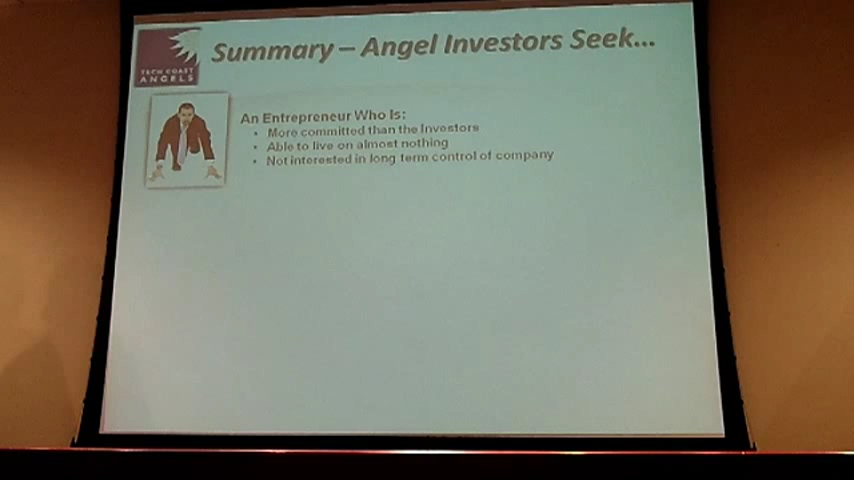 Summary – Angel Investors Seek...
TECH COAST
ANGELS
An Entrepreneur Who Is:
• More committed than the Investors
• Able to live on almost nothing
• Not interested in long term control of company